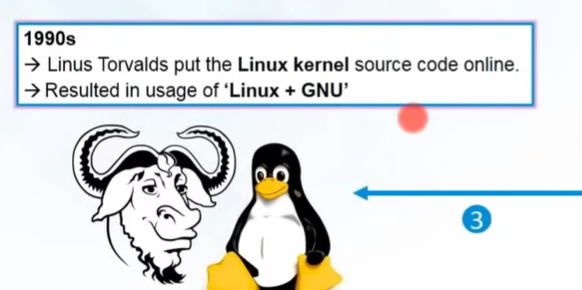 1990s
→ Linus Torvalds put the Linux kernel source code online.
→ Resulted in usage of ‘Linux + GNU’
3